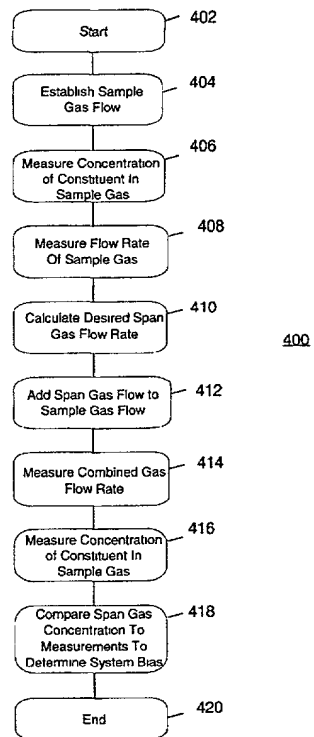 Start
402
Establish Sample
Gas Flow
404
Measure Concentration
of Constituent In
Sample Gas
406
Measure Flow Rate
Of Sample Gas
408
Calculate Desired Span
Gas Flow Rate
410
400
Add Span Gas Flow to
Sample Gas Flow
412
Measure Combined Gas
Flow Rate
414
Measure Concentration
of Constituent In
Sample Gas
416
Compare Span Gas
Concentration To
Measurements To
Determine System Bias
418
End
420